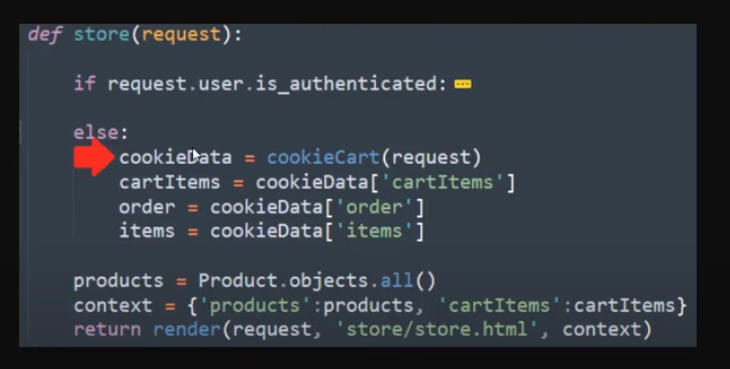 def store(request):
if request.user.is_authenticated:
else:
cookieData = cookieCart(request)
cartItems = cookieData['cartItems']
order = cookieData['order']
items = cookieData['items']
products = Product.objects.all()
context = {'products':products, 'cartItems':cartItems}
return render(request, 'store/store.html', context)